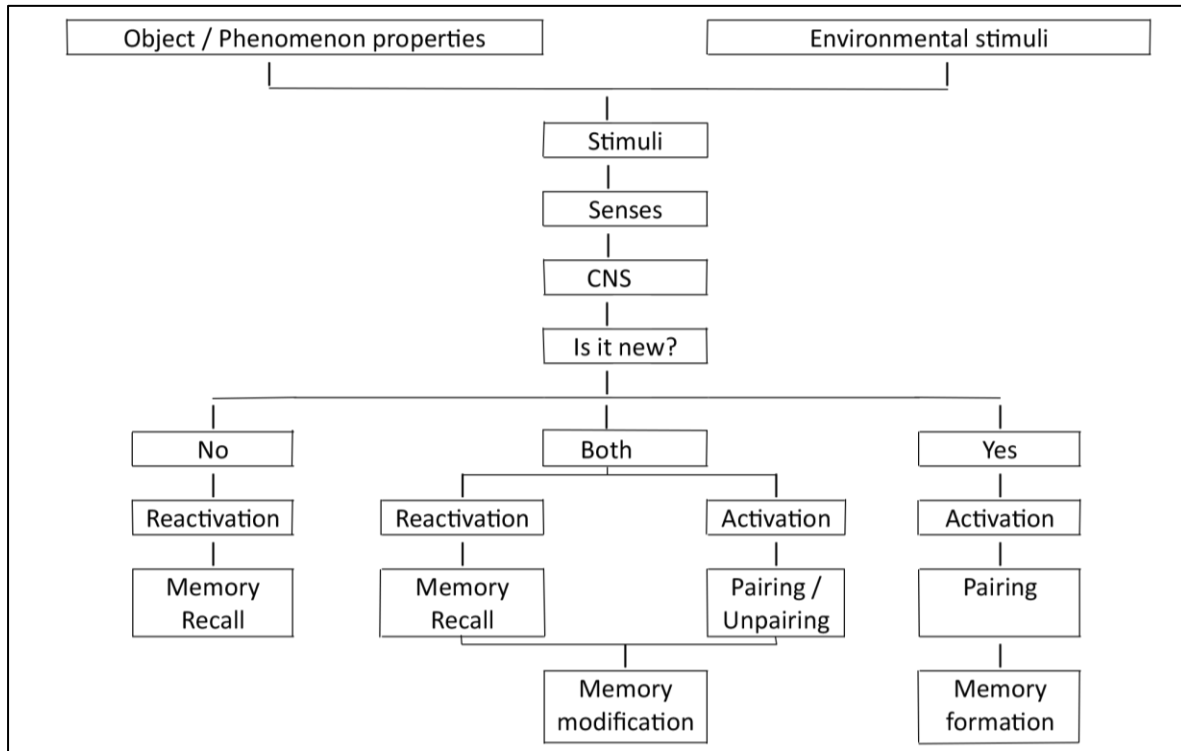 Object / Phenomenon properties
Environmental stimuli
Stimuli
Senses
CNS
Is it new?
No
Both
Yes
Reactivation
Reactivation
Activation
Activation
Memory
Recall
Memory
Recall
Pairing /
Unpairing
Pairing
Memory
modification
Memory
formation